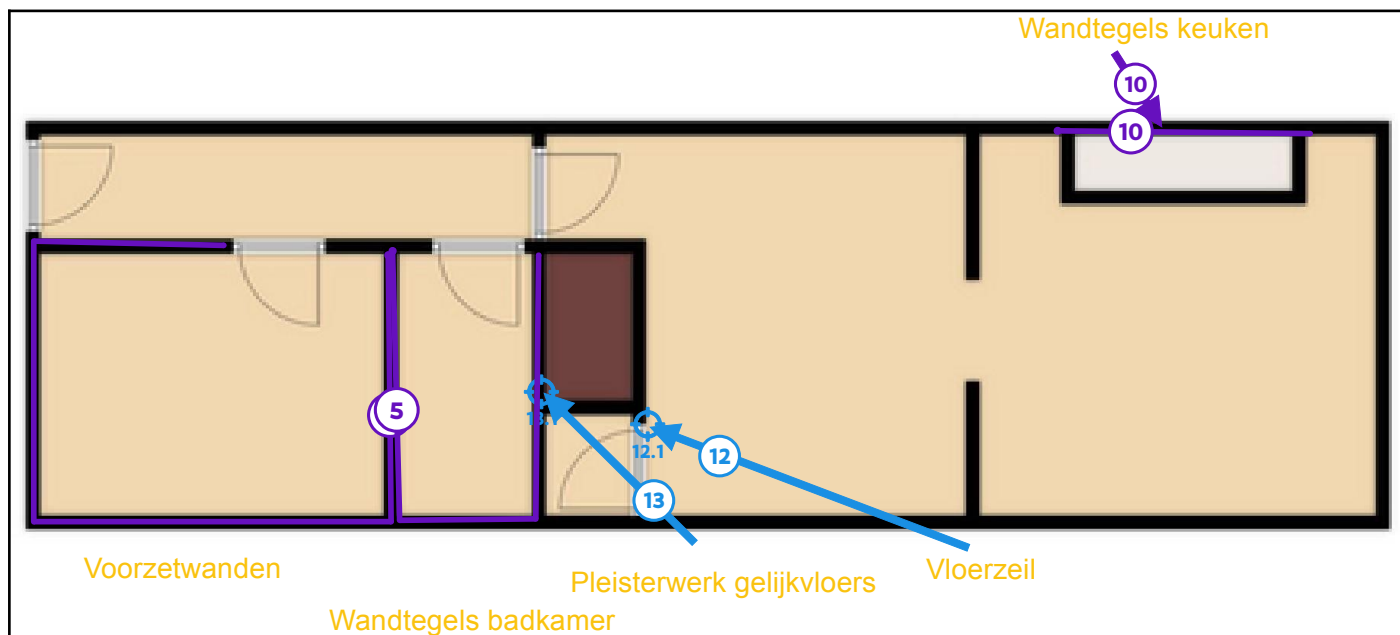 Wandtegels keuken
10
10
5
13.1
12.1
12
13
Voorzetwanden
Pleisterwerk gelijkvloers
Vloerzeil
Wandtegels badkamer